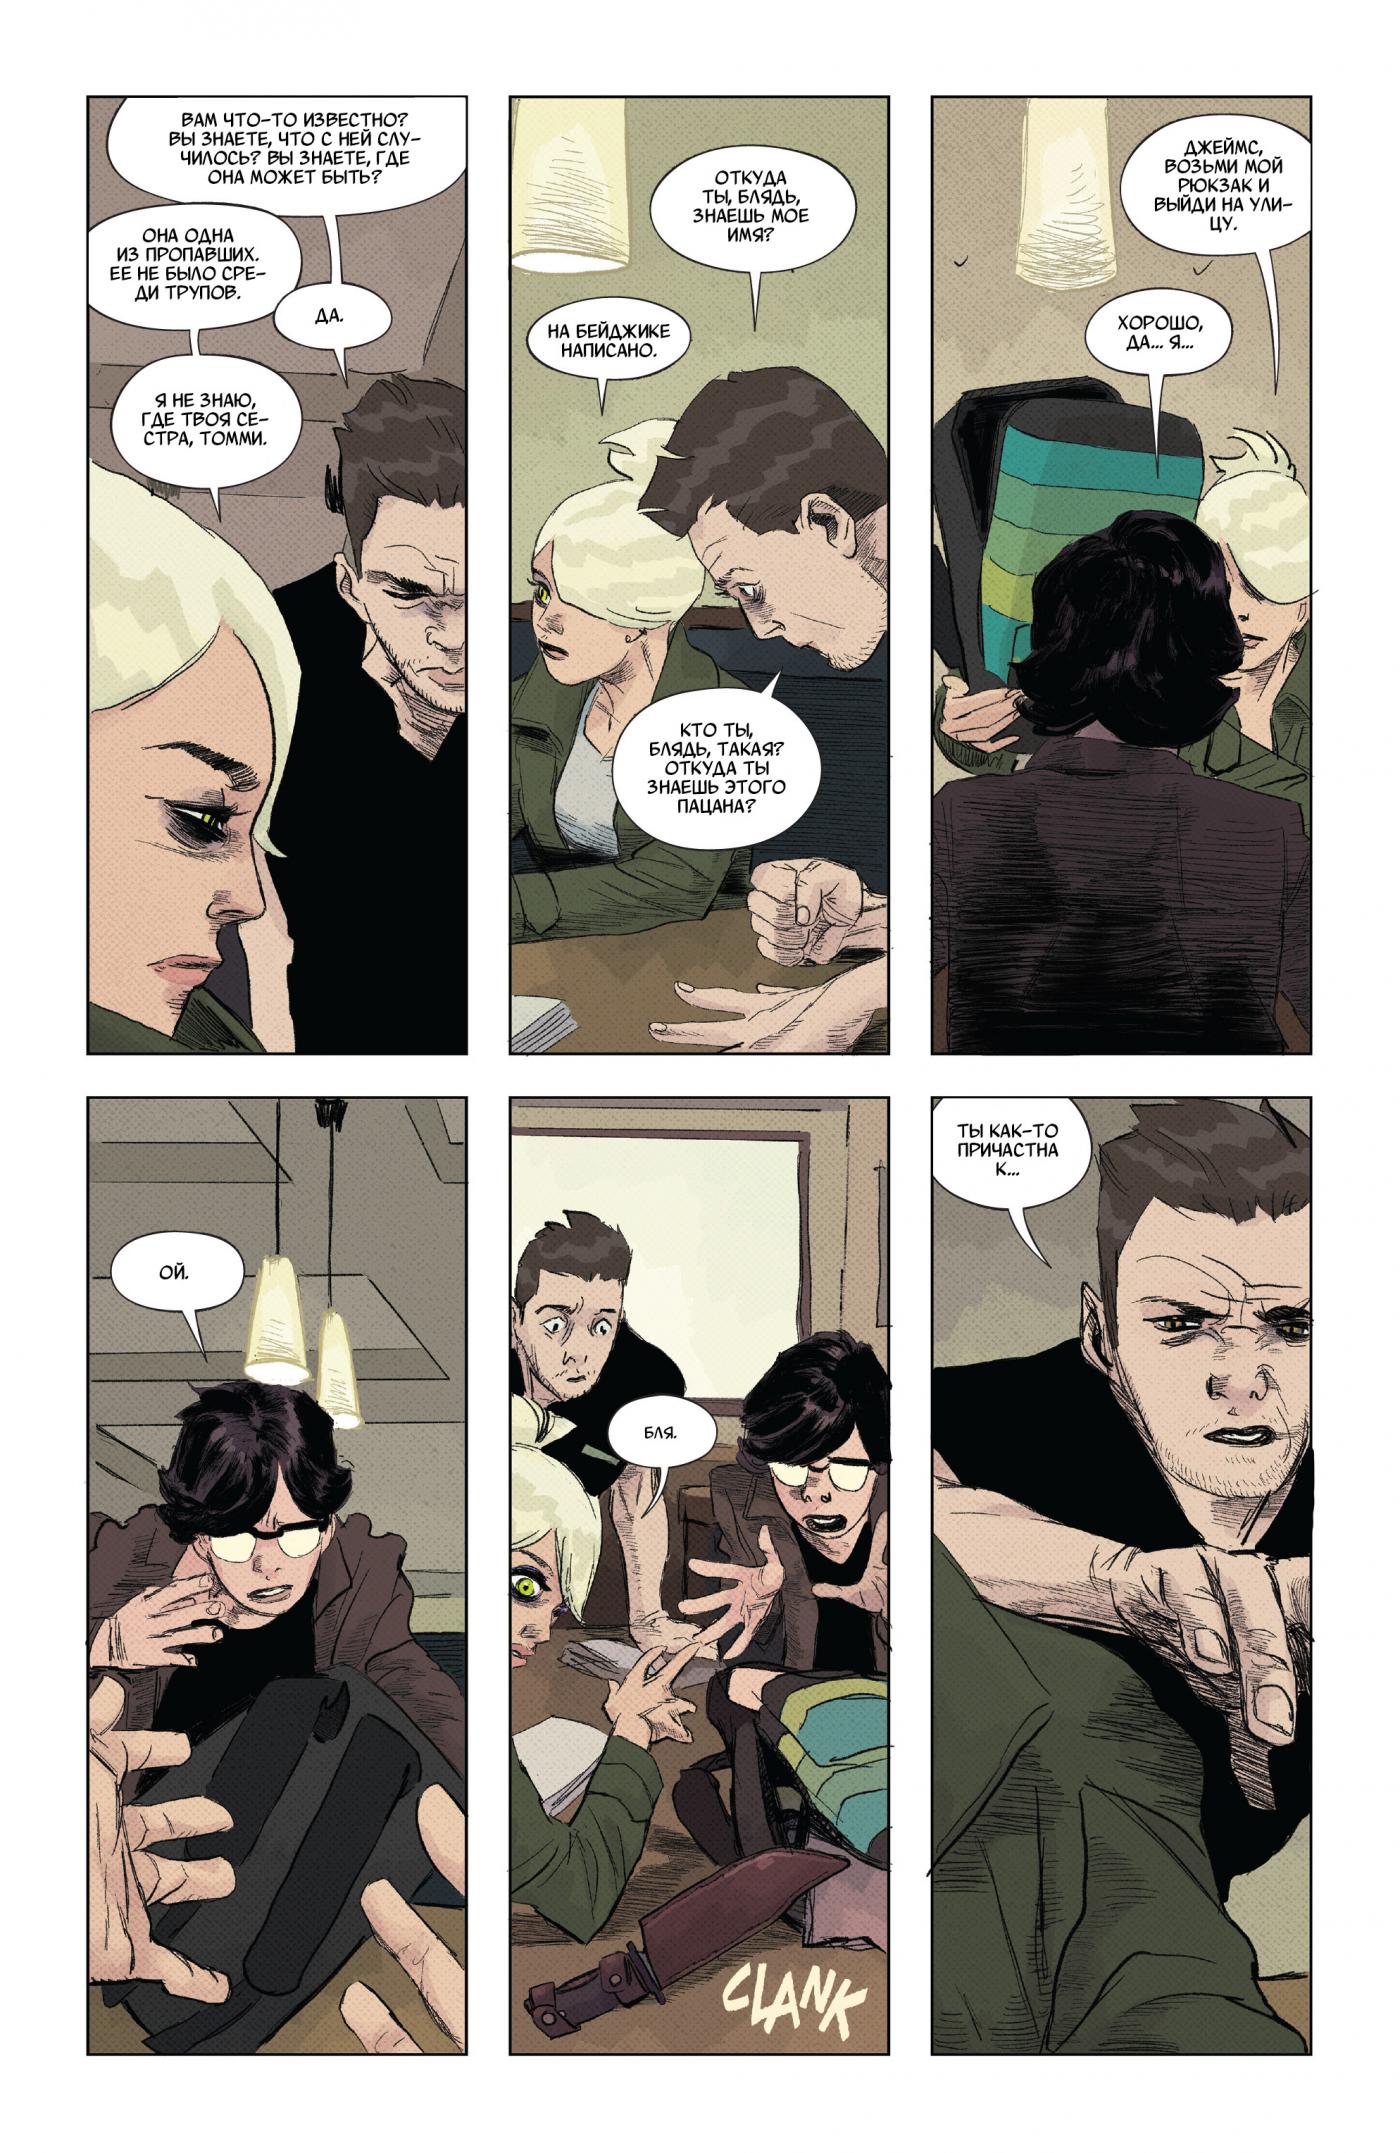 ВАМ ЧТО-ТО ИЗВЕСТНО?
ВЫ ЗНАЕТЕ, ЧТО С НЕЙ СЛУ-
ЧИЛОСЬ? ВЫ ЗНАЕТЕ, ГДЕ
ОНА МОЖЕТ БЫТЬ?
ОНА ОДНА
ИЗ ПРОПАВШИХ.
ЕЕ НЕ БЫЛО СРЕ-
ДИ ТРУПОВ.
ДА.
Я НЕ ЗНАЮ,
ГДЕ ТВОЯ СЕ-
СТРА, ТОММИ.
ОТКУДА
ТЫ, БЛЯДЬ,
ЗНАЕШЬ МОЕ
ИМЯ?
НА БЕЙДЖИКЕ
НАПИСАНО.
КТО ТЫ,
БЛЯДЬ, ТАКАЯ?
ОТКУДА ТЫ
ЗНАЕШЬ ЭТОГО
ПАЦАНА?
ДЖЕЙМС,
ВОЗЬМИ МОЙ
РЮКЗАК И
ВЫЙДИ НА УЛИ-
ЦУ.
ХОРОШО,
ДА... Я...
ОЙ.
БЛЯ.
CLANK
ТЫ КАК-ТО
ПРИЧАСТНА
К...